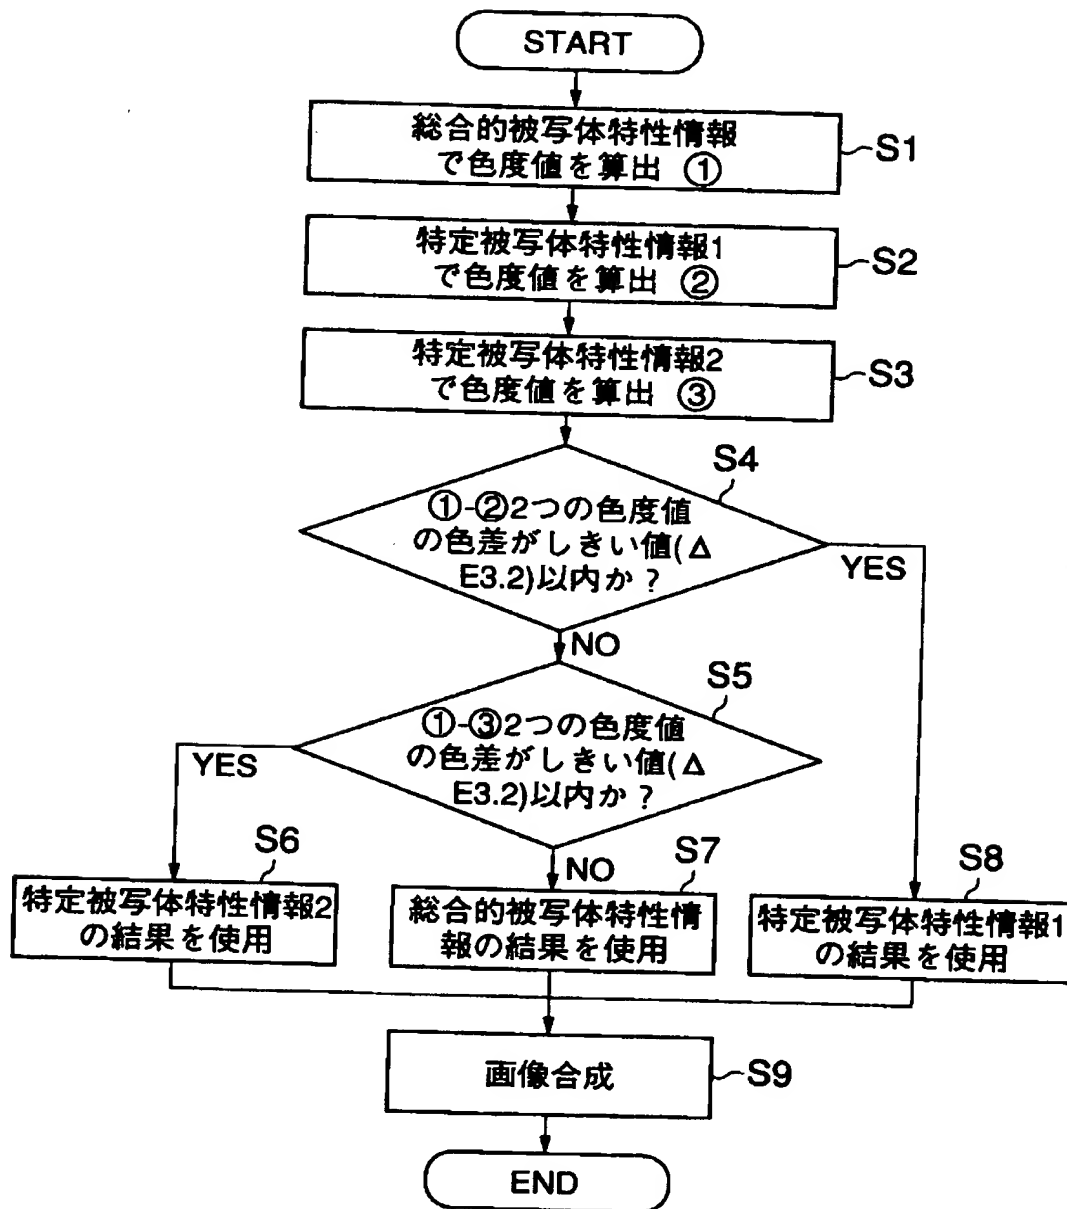 START
総合的被写体特性情報
で色度値を算出 ①
S1
特定被写体特性情報1
で色度値を算出 ②
S2
特定被写体特性情報2
で色度値を算出 ③
S3
S4
①-②2つの色度値
の色差がしきい値(Δ
E3.2)以内か？
YES
NO
S5
①-③2つの色度値
の色差がしきい値(Δ
E3.2)以内か？
YES
NO
S6
特定被写体特性情報2
の結果を使用
S7
総合的被写体特性情
報の結果を使用
S8
特定被写体特性情報1
の結果を使用
画像合成
S9
END